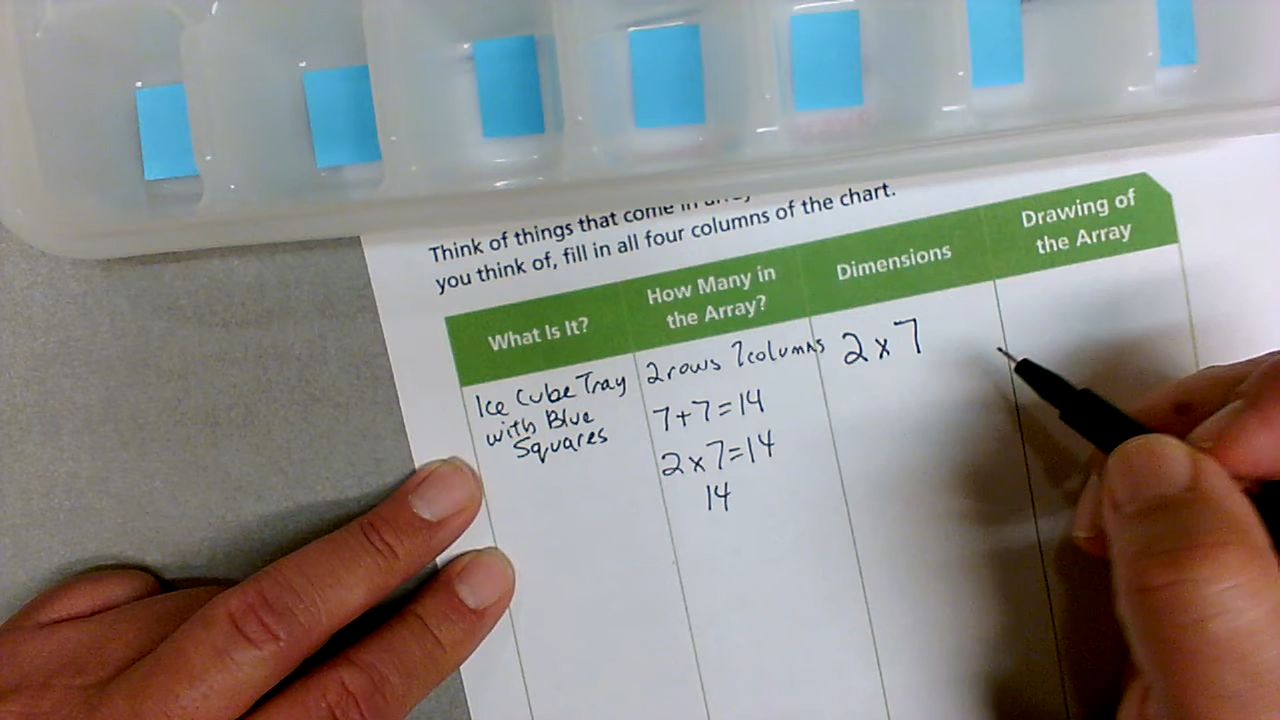 Think of things that come in
you think of, fill in all four columns of the chart.
What Is It?
How Many in
the Array?
Dimensions
Drawing of
the Array
Ice Cube Tray
with Blue
Squares
2 rows 7 columns
7+7=14
2x7=14
14
2x7